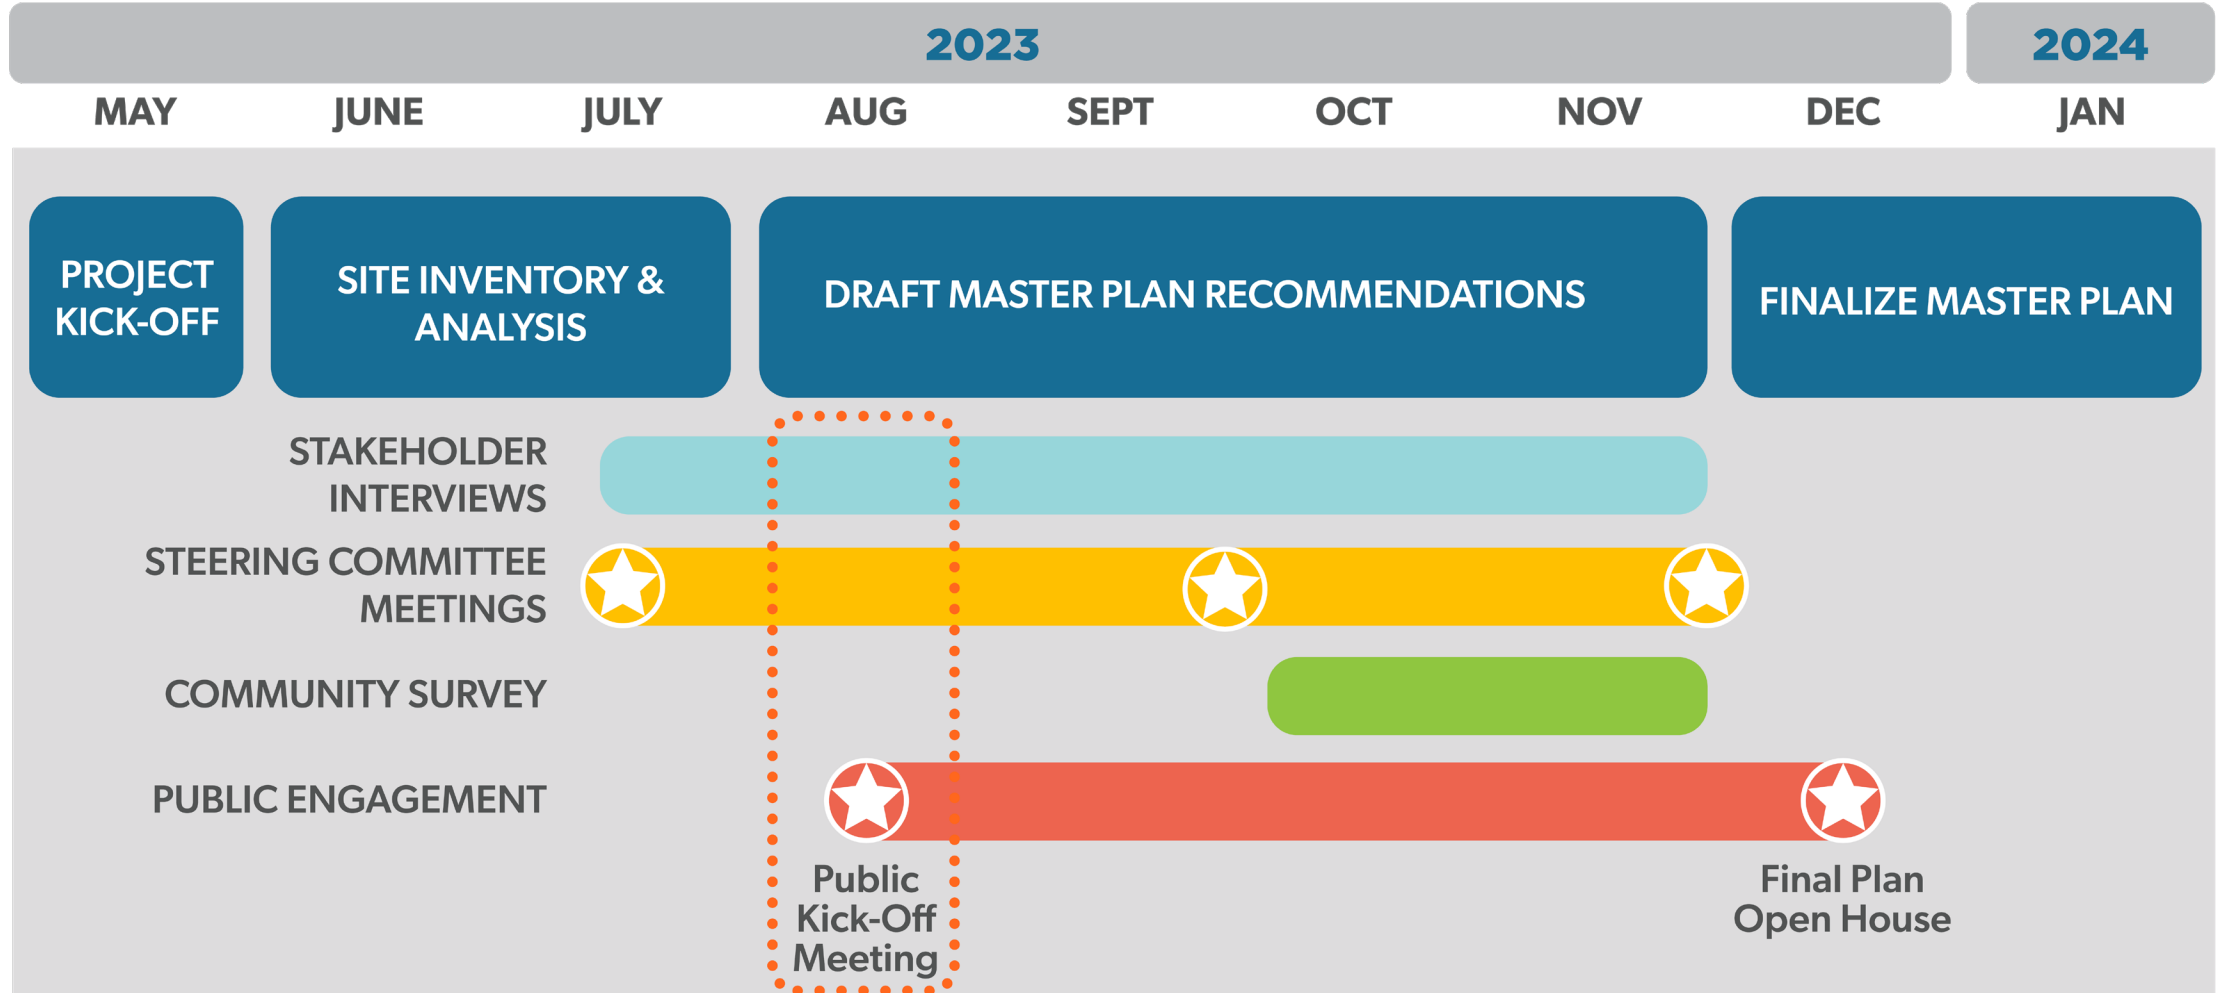 2023
2024
MAY
JUNE
JULY
AUG
SEPT
OCT
NOV
DEC
JAN
PROJECT
KICK-OFF
SITE INVENTORY &
ANALYSIS
DRAFT MASTER PLAN RECOMMENDATIONS
FINALIZE MASTER PLAN
STAKEHOLDER
INTERVIEWS
STEERING COMMITTEE
MEETINGS
COMMUNITY SURVEY
PUBLIC ENGAGEMENT
Public
Kick-Off
Meeting
Final Plan
Open House